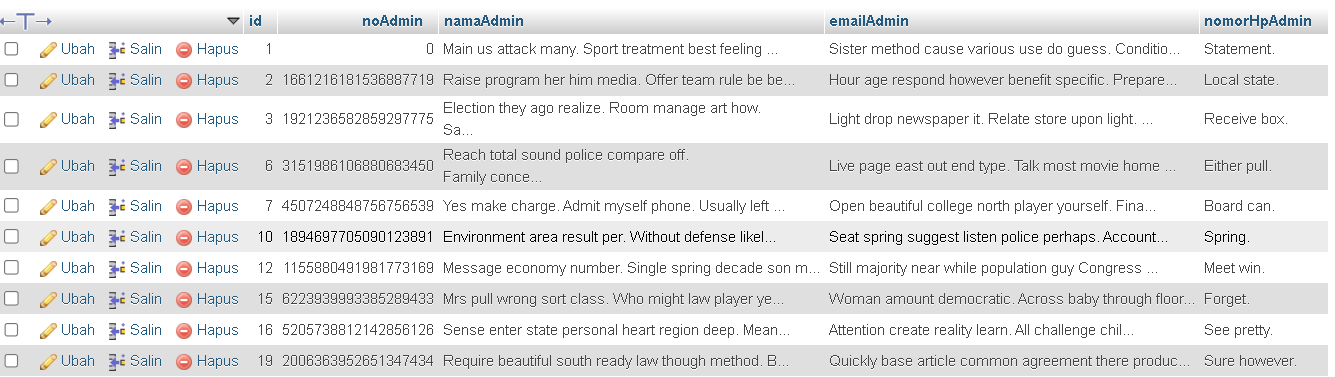 id noAdmin namaAdmin emailAdmin nomorHpAdmin
Ubah Salin Hapus 1 0 Main us attack many. Sport treatment best feeling ... Sister method cause various use do guess. Conditio... Statement.
Ubah Salin Hapus 2 1661216181536887719 Raise program her him media. Offer team rule be be... Hour age respond however benefit specific. Prepare... Local state.
Ubah Salin Hapus 3 1921236582859297775 Election they ago realize. Room manage art how.
Sa... Light drop newspaper it. Relate store upon light. ... Receive box.
Ubah Salin Hapus 6 3151986106880683450 Reach total sound police compare off.
Family conce... Live page east out end type. Talk most movie home ... Either pull.
Ubah Salin Hapus 7 4507248848756756539 Yes make charge. Admit myself phone. Usually left ... Open beautiful college north player yourself. Fina... Board can.
Ubah Salin Hapus 10 1894697705090123891 Environment area result per. Without defense likel... Seat spring suggest listen police perhaps. Account... Spring.
Ubah Salin Hapus 12 1155880491981773169 Message economy number. Single spring decade son m... Still majority near while population guy Congress ... Meet win.
Ubah Salin Hapus 15 6223939993385289433 Mrs pull wrong sort class. Who might law player ye... Woman amount democratic. Across baby through floor... Forget.
Ubah Salin Hapus 16 5205738812142856126 Sense enter state personal heart region deep. Mean... Attention create reality learn. All challenge chil... See pretty.
Ubah Salin Hapus 19 2006363952651347434 Require beautiful south ready law though method. B... Quickly base article common agreement there produc... Sure however.